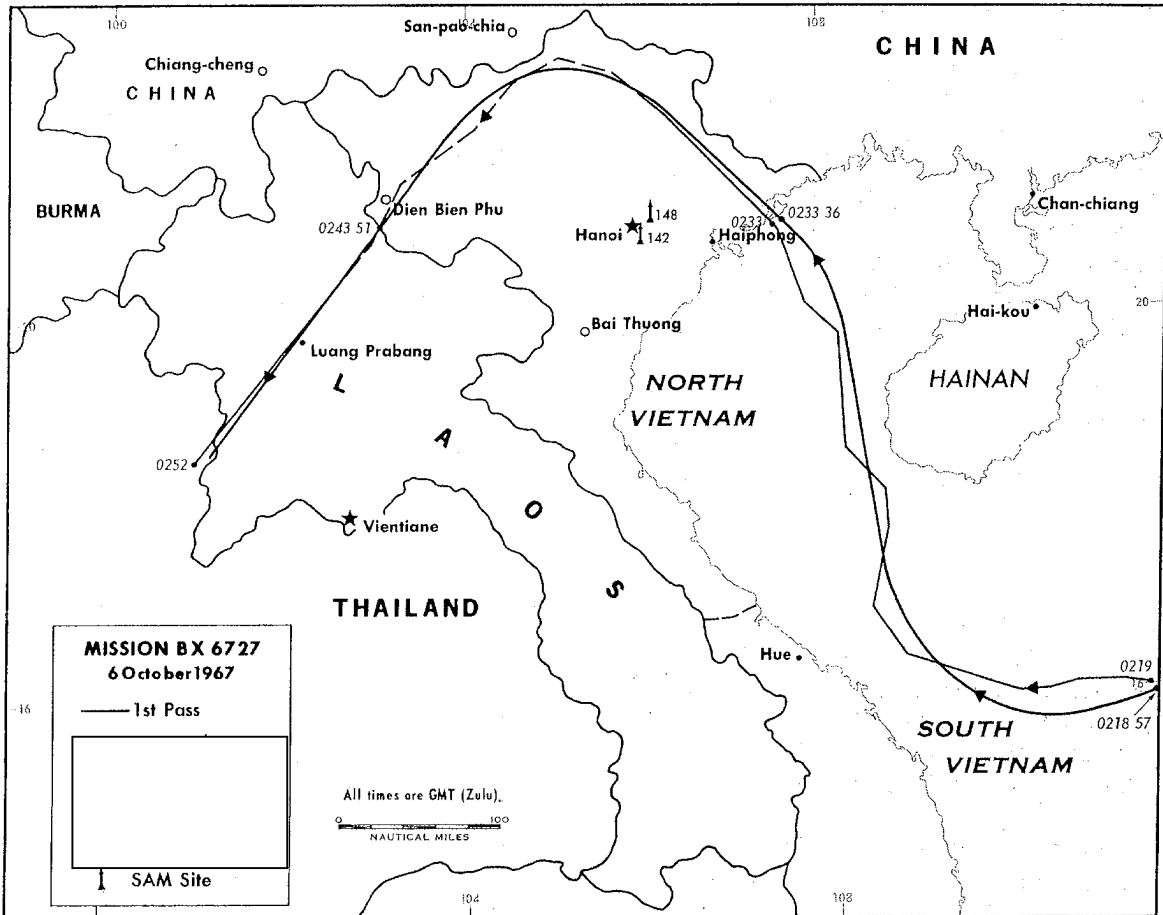 100
104
108
San-pao-chia
CHINA
Chiang-cheng
CHINA
BURMA
Dien Bien Phu
0243 51
148
Hanoi
142
Haiphong
0233
0233 36
Chan-chiang
20
20
Hai-kou
Bai Thuong
Luang Prabang
HAINAN
NORTH
VIETNAM
LAOS
0252
Vientiane
THAILAND
Hue
0219
16
0218 57
SOUTH
VIETNAM
MISSION BX 6727
6 October 1967
1st Pass
SAM Site
16
All times are GMT (Zulu).
0 100
NAUTICAL MILES
104
108